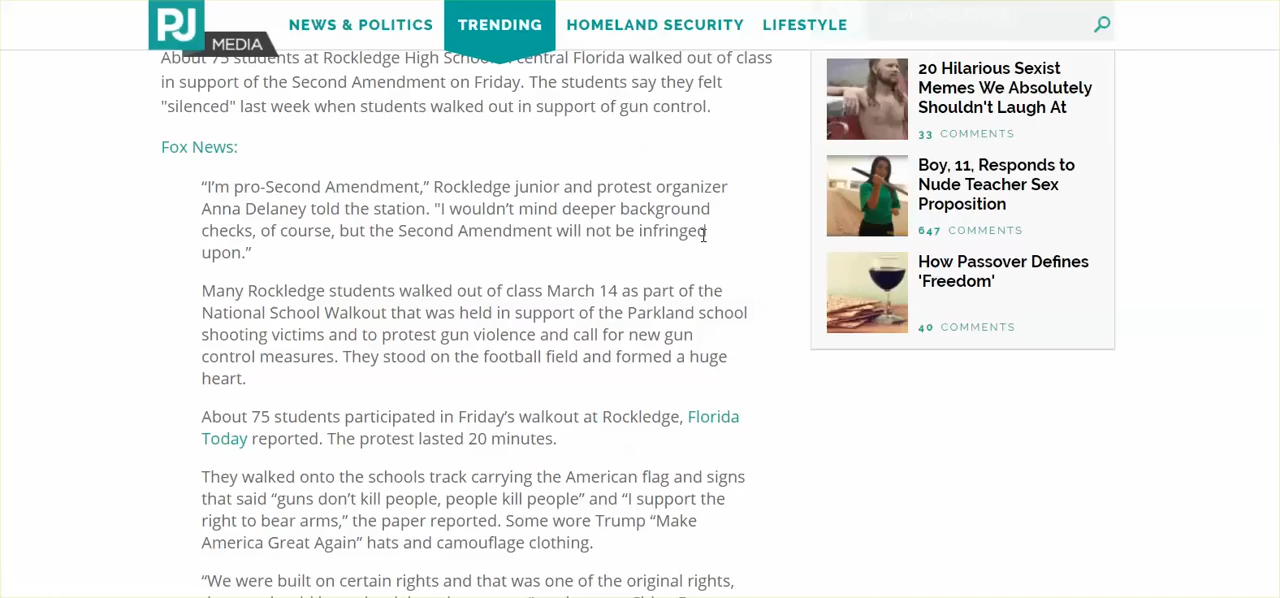 PJ
MEDIA
NEWS & POLITICS
TRENDING
HOMELAND SECURITY
LIFESTYLE
About 75 students at Rockledge High central Florida walked out of class
in support of the Second Amendment on Friday. The students say they felt
"silenced" last week when students walked out in support of gun control.
Fox News:
“I’m pro-Second Amendment,” Rockledge junior and protest organizer
Anna Delaney told the station. "I wouldn’t mind deeper background
checks, of course, but the Second Amendment will not be infringed
upon.”
Many Rockledge students walked out of class March 14 as part of the
National School Walkout that was held in support of the Parkland school
shooting victims and to protest gun violence and call for new gun
control measures. They stood on the football field and formed a huge
heart.
About 75 students participated in Friday’s walkout at Rockledge, Florida
Today reported. The protest lasted 20 minutes.
They walked onto the schools track carrying the American flag and signs
that said “guns don’t kill people, people kill people” and “I support the
right to bear arms,” the paper reported. Some wore Trump “Make
America Great Again” hats and camouflage clothing.
“We were built on certain rights and that was one of the original rights,
20 Hilarious Sexist
Memes We Absolutely
Shouldn't Laugh At
33 COMMENTS
Boy, 11, Responds to
Nude Teacher Sex
Proposition
647 COMMENTS
How Passover Defines
'Freedom'
40 COMMENTS